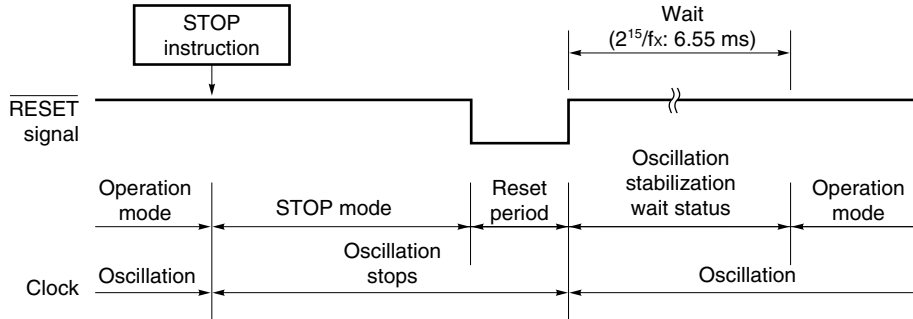 STOP
instruction
Wait
(2¹⁵/fx: 6.55 ms)
RESET
signal
Operation
mode
STOP mode
Reset
period
Oscillation
stabilization
wait status
Operation
mode
Clock
Oscillation
Oscillation
stops
Oscillation